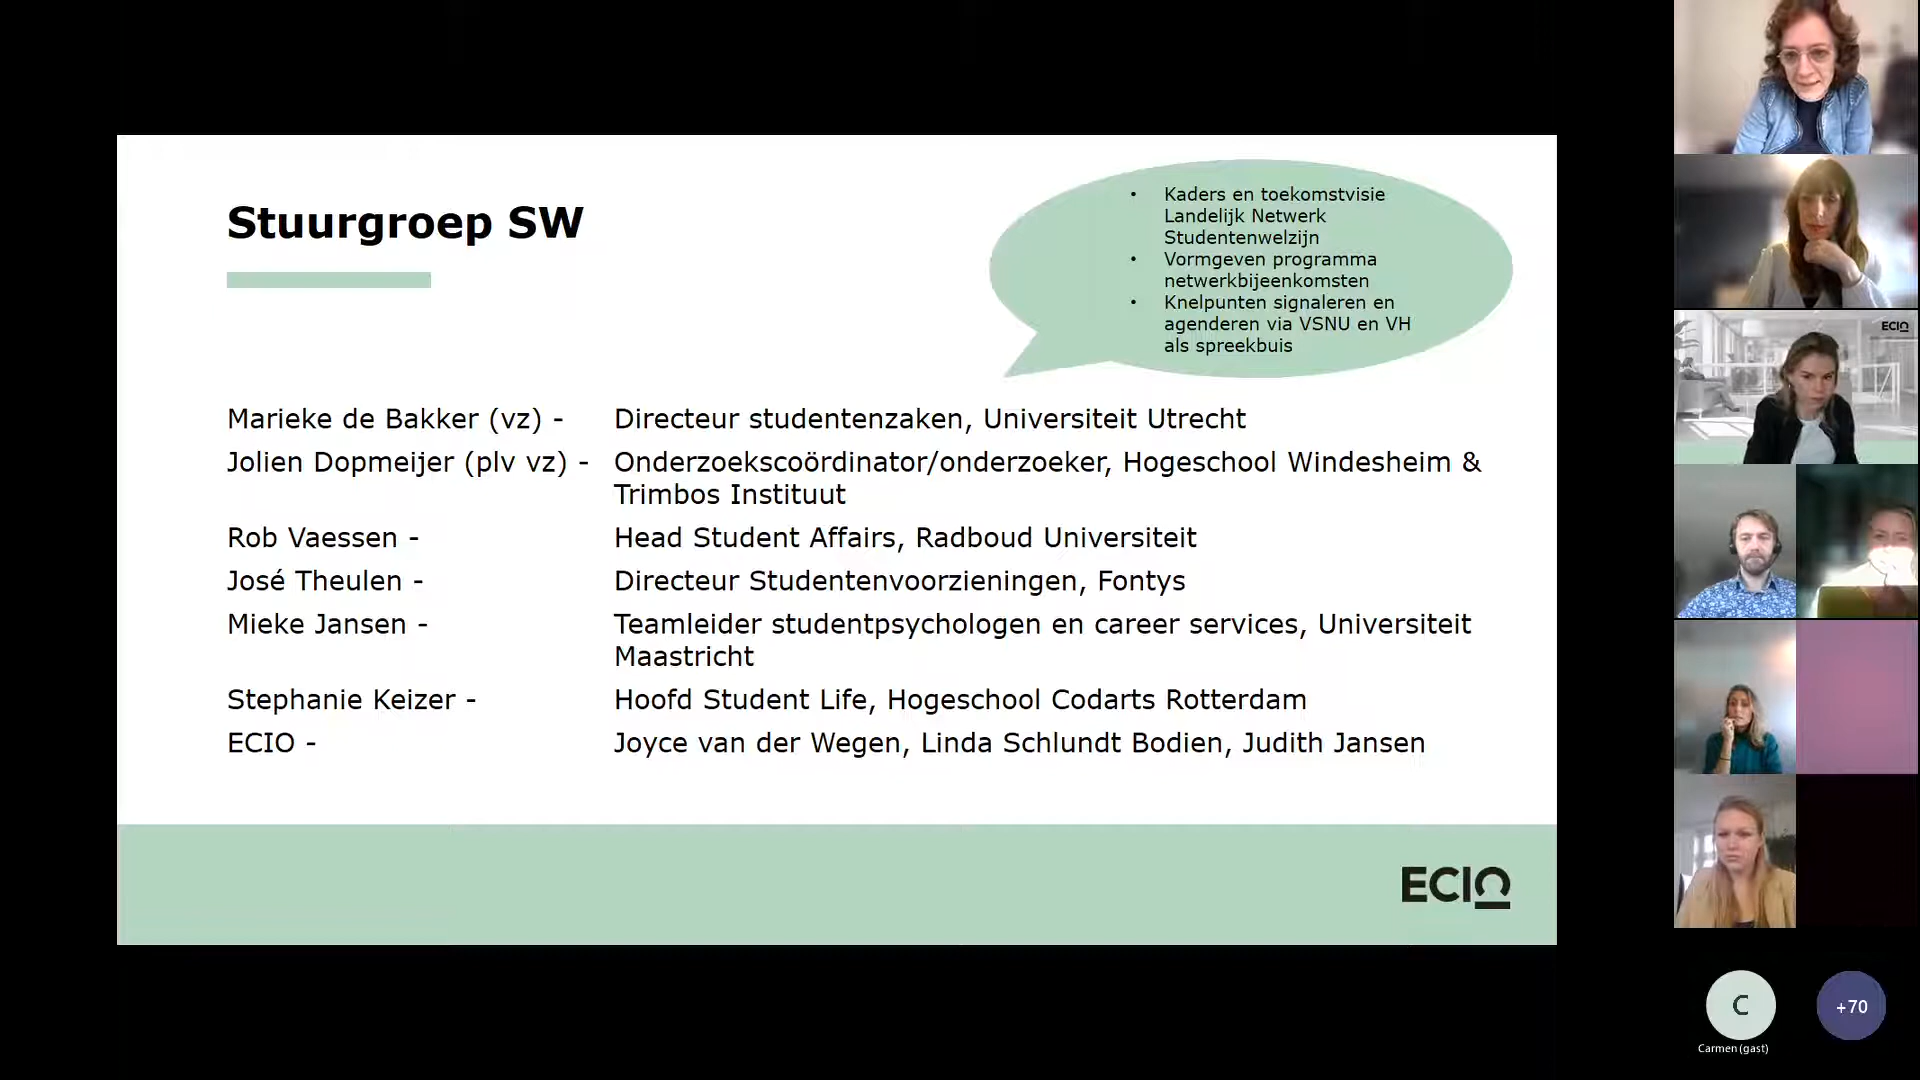 Stuurgroep SW
• Kaders en toekomstvisie
Landelijk Netwerk
Studentenwelzijn
• Vormgeven programma
netwerkbijeenkomsten
• Knelpunten signaleren en
agenderen via VSNU en VH
als spreekbuis
Marieke de Bakker (vz) - Directeur studentenzaken, Universiteit Utrecht
Jolien Dopmeijer (plv vz) - Onderzoekscoördinator/onderzoeker, Hogeschool Windesheim &
Trimbos Instituut
Rob Vaessen - Head Student Affairs, Radboud Universiteit
José Theulen - Directeur Studentenvoorzieningen, Fontys
Mieke Jansen - Teamleider studentpsychologen en career services, Universiteit
Maastricht
Stephanie Keizer - Hoofd Student Life, Hogeschool Codarts Rotterdam
ECIO - Joyce van der Wegen, Linda Schlundt Bodien, Judith Jansen
ECIO
ECIO
C
Carmen (gast)
+70